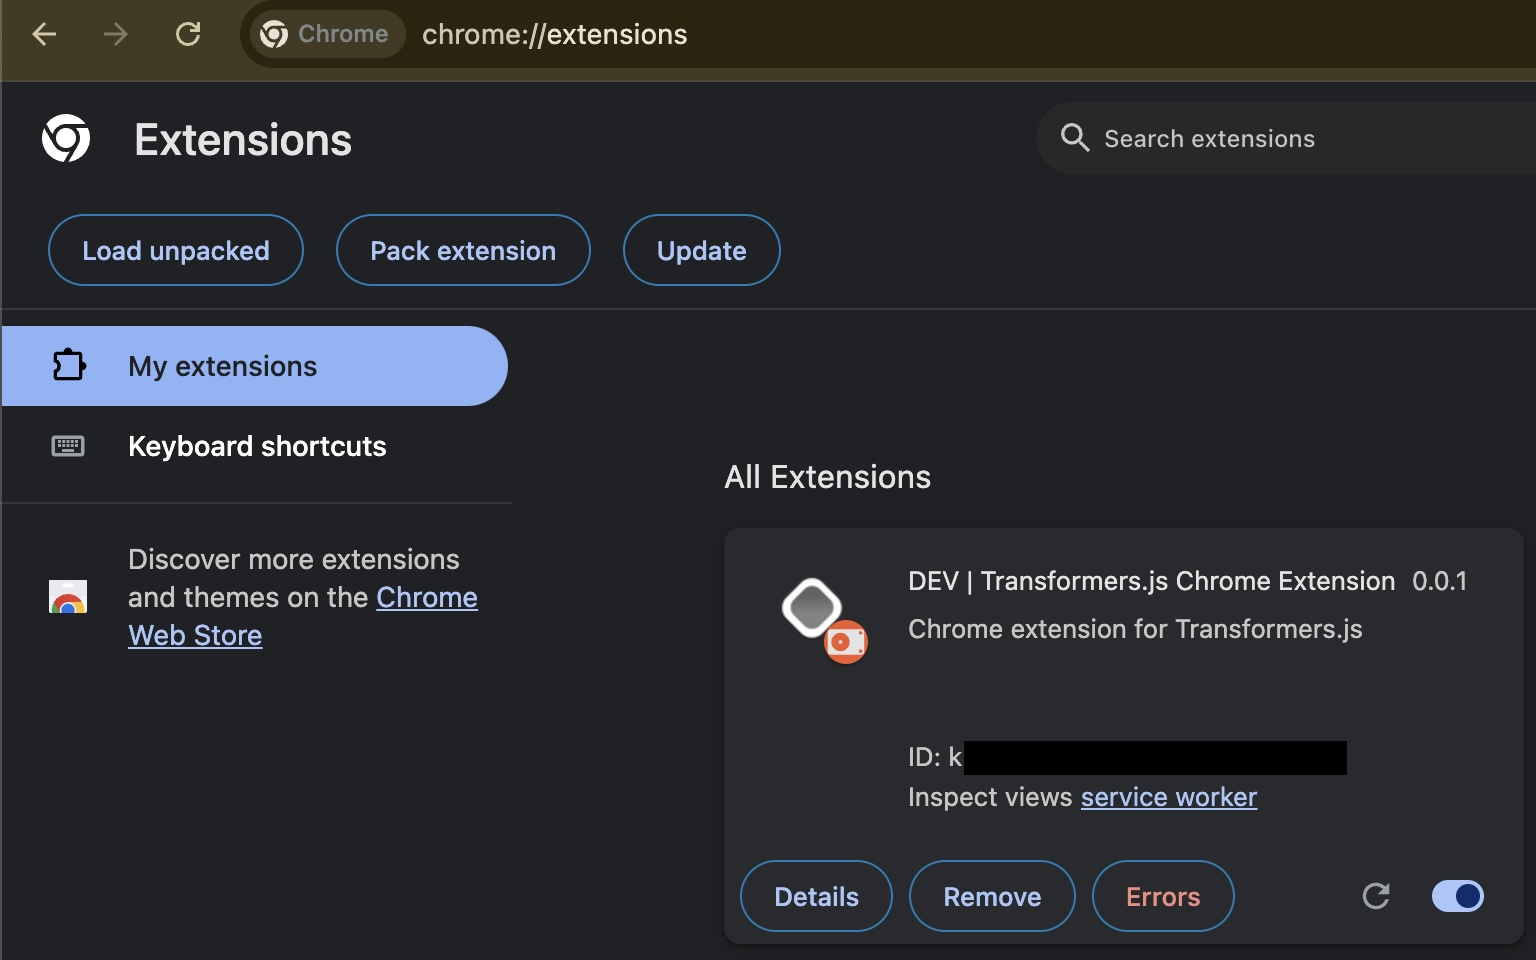 Chrome chrome://extensions
Extensions
Search extensions
Load unpacked
Pack extension
Update
My extensions
Keyboard shortcuts
Discover more extensions
and themes on the Chrome
Web Store
All Extensions
DEV | Transformers.js Chrome Extension 0.0.1
Chrome extension for Transformers.js
ID: k
Inspect views service worker
Details
Remove
Errors